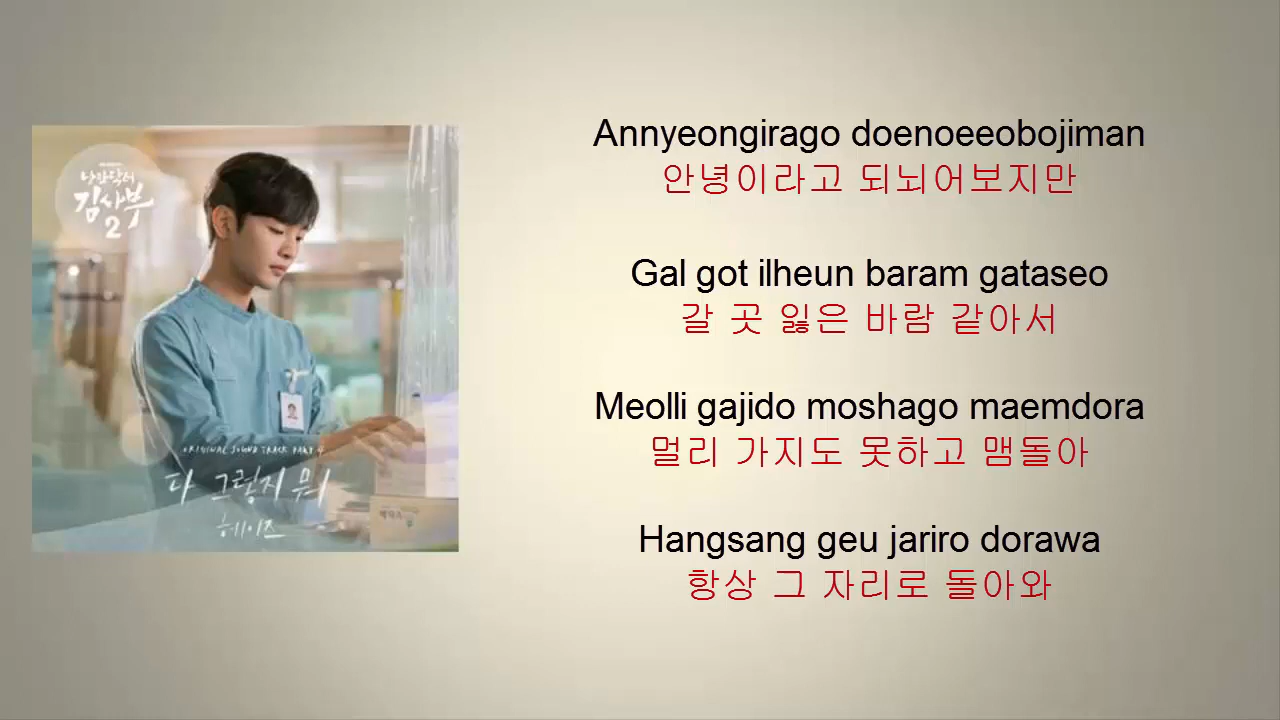 낭만닥터
김사부
2
ORIGINAL SOUND TRACK PART 4
다 그렇지 뭐
헤이즈
Annyeongirago doenoeeobojiman
안녕이라고 되뇌어보지만
Gal got ilheun baram gataseo
갈 곳 잃은 바람 같아서
Meolli gajido moshago maemdora
멀리 가지도 못하고 맴돌아
Hangsang geu jariro dorawa
항상 그 자리로 돌아와